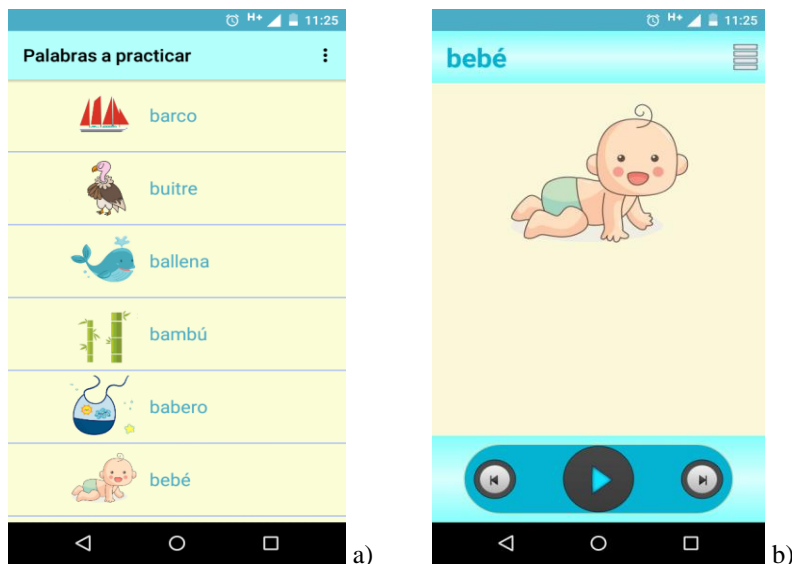 H+ 11:25
Palabras a practicar
barco
buitre
ballena
bambú
babero
bebé
a)
H+ 11:25
bebé
b)